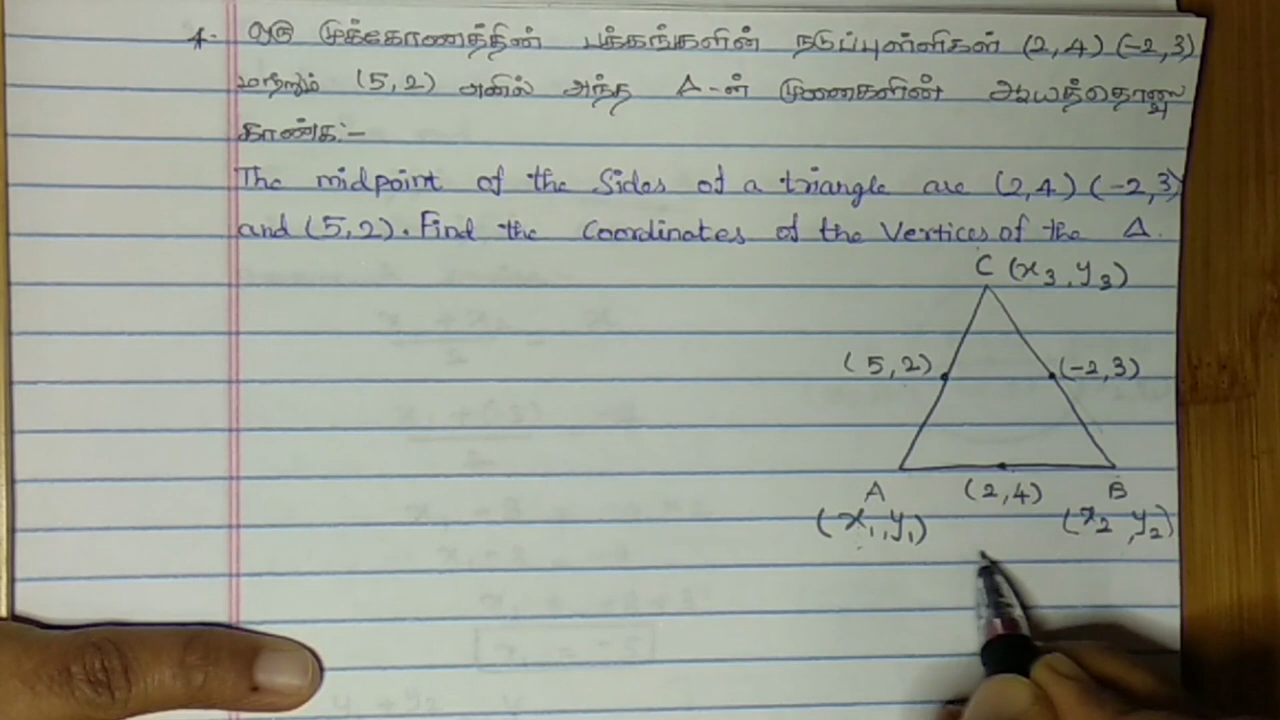 4. ஒரு முக்கோணத்தின் பக்கங்களின் நடுப்புள்ளிகள் (2,4) (-2,3)
மற்றும் (5,2) எனில் அந்த Δ-ன் முனைகளின் ஆயத்தொலை
காண்க:-
The midpoint of the Sides of a triangle are (2,4) (-2,3)
and (5,2). Find the Coordinates of the Vertices of the Δ.
C (x3, y3)
(5,2) (-2,3)
A (2,4) B
(x1, y1) (x2, y2)